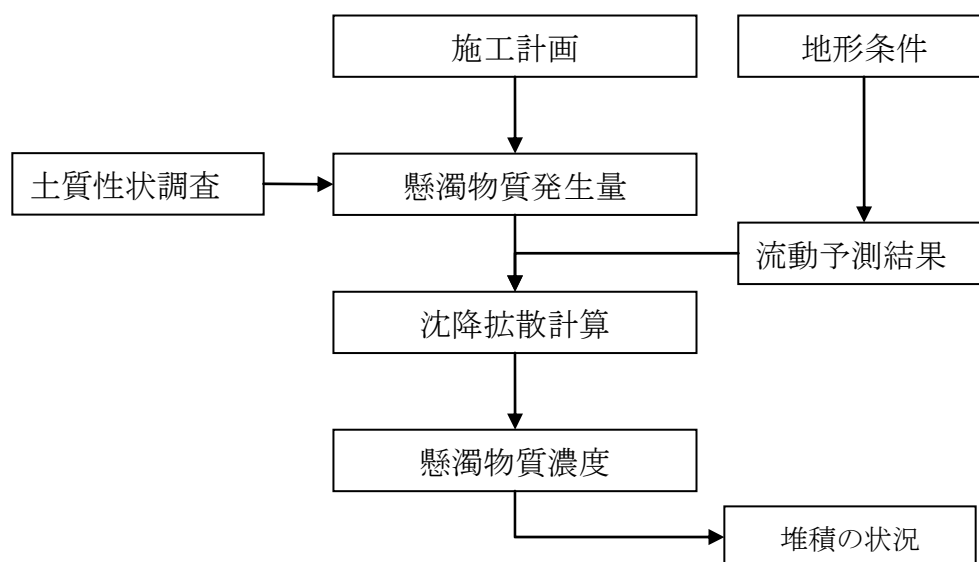 施工計画
地形条件
土質性状調査
懸濁物質発生量
流動予測結果
沈降拡散計算
懸濁物質濃度
堆積の状況